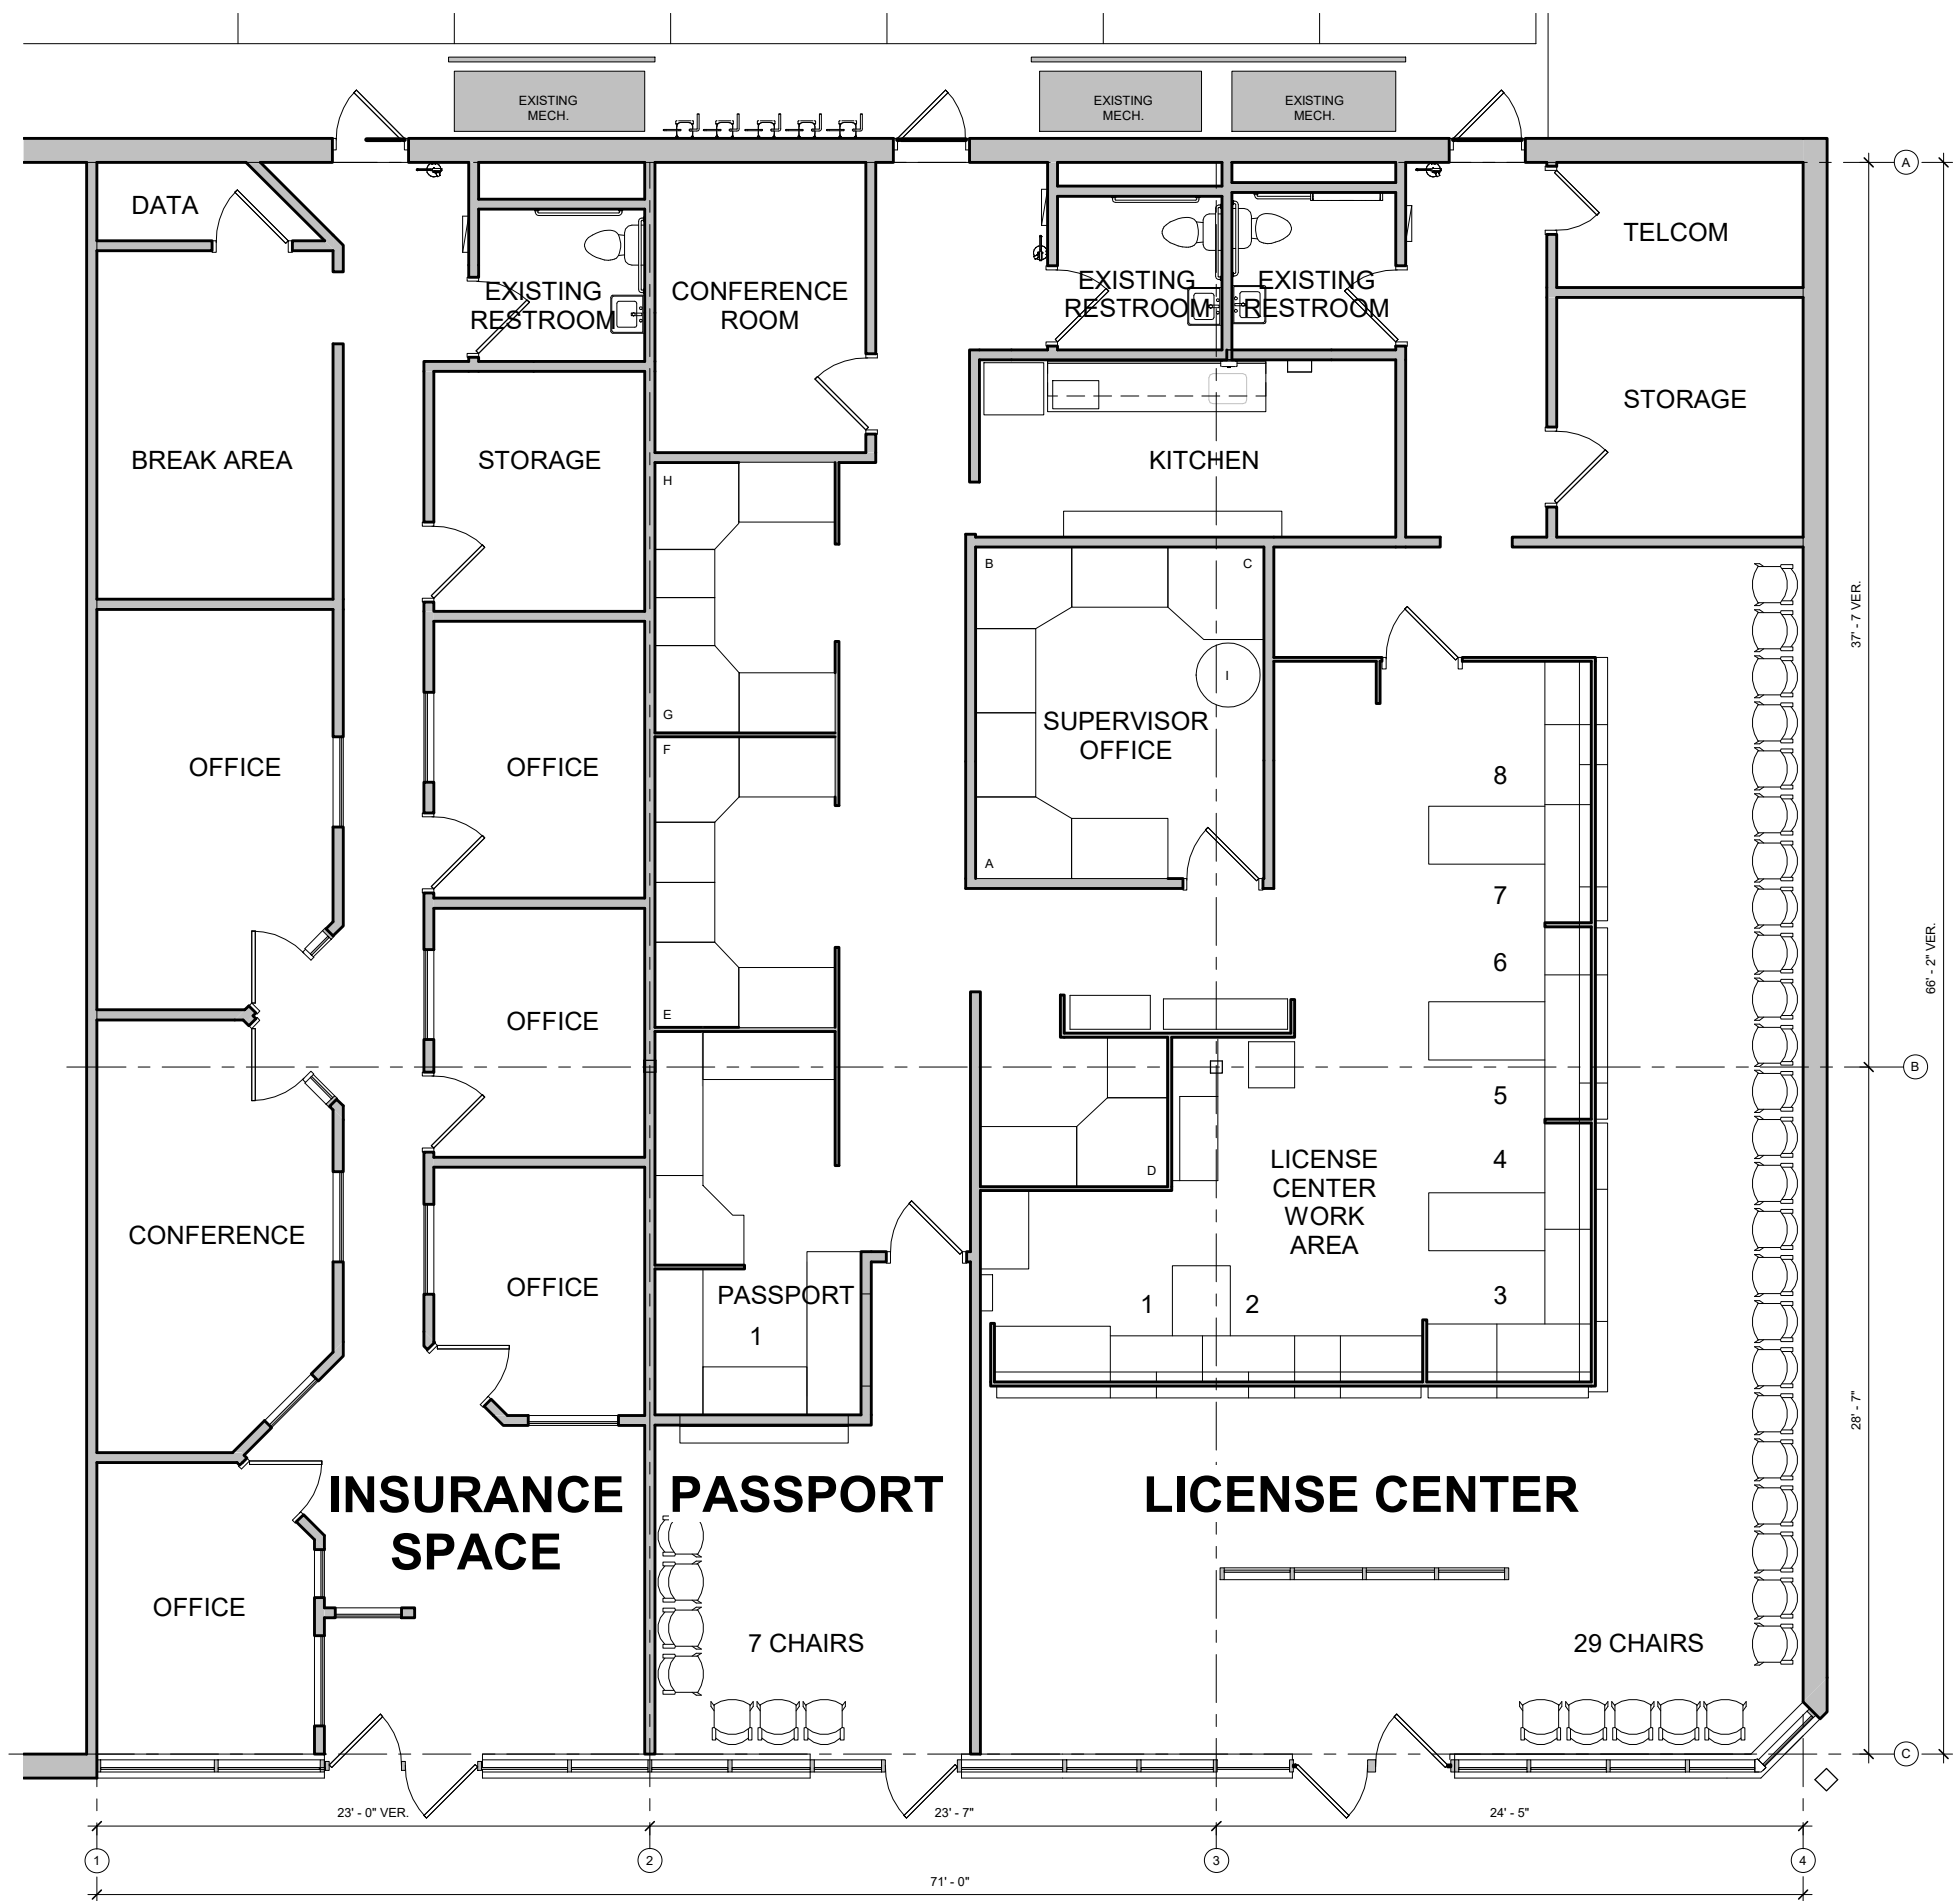 EXISTING
MECH.
EXISTING
MECH.
EXISTING
MECH.
A
DATA
TELCOM
EXISTING
RESTROOM
CONFERENCE
ROOM
EXISTING
RESTROOM
EXISTING
RESTROOM
STORAGE
BREAK AREA
STORAGE
H
KITCHEN
B
C
37' - 7 VER.
I
G
SUPERVISOR
OFFICE
F
OFFICE
OFFICE
8
A
7
6
66' - 2" VER.
E
OFFICE
B
5
4
D
LICENSE
CENTER
WORK
AREA
CONFERENCE
OFFICE
PASSPORT
1
1
2
3
28' - 7"
INSURANCE
SPACE
PASSPORT
LICENSE CENTER
OFFICE
7 CHAIRS
29 CHAIRS
C
23' - 0" VER.
23' - 7"
24' - 5"
1
2
3
4
71' - 0"